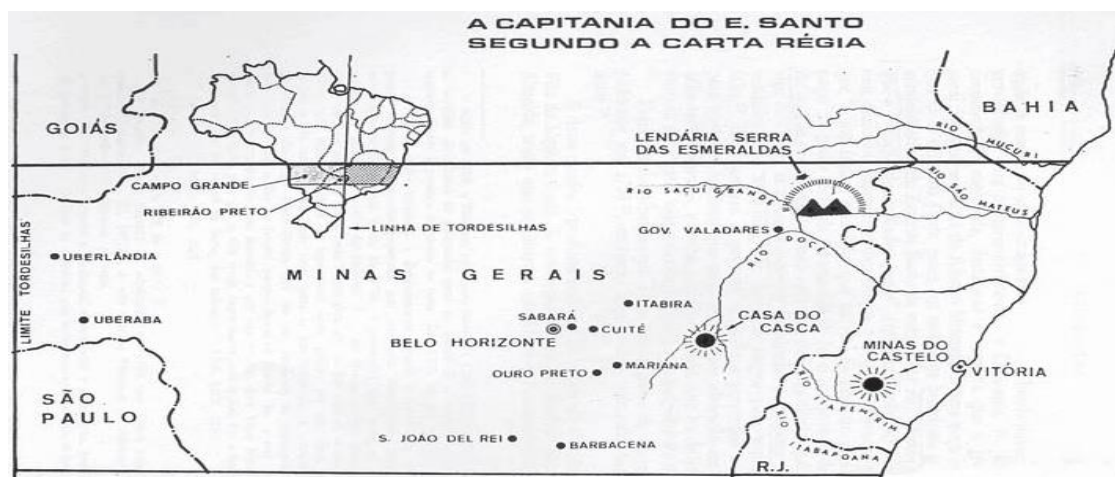 A CAPITANIA DO E. SANTO
SEGUNDO A CARTA RÉGIA
GOIÁS
BAHIA
LENDÁRIA SERRA
DAS ESMERALDAS
RIO MUCURI
CAMPO GRANDE
RIBEIRÃO PRETO
RIO SAÇUÍ GRANDE
RIO SÃO MATEUS
LINHA DE TORDESILHAS
GOV. VALADARES
RIO DOCE
LIMITE TORDESILHAS
UBERLÂNDIA
MINAS GERAIS
ITABIRA
UBERABA
SABARÁ
CUITÉ
CASA DO
CASCA
BELO HORIZONTE
MINAS DO
CASTELO
VITÓRIA
MARIANA
OURO PRETO
SÃO
PAULO
RIO ITAPEMIRIM
S. JOÃO DEL REI
BARBACENA
RIO ITABAPOANA
R.J.